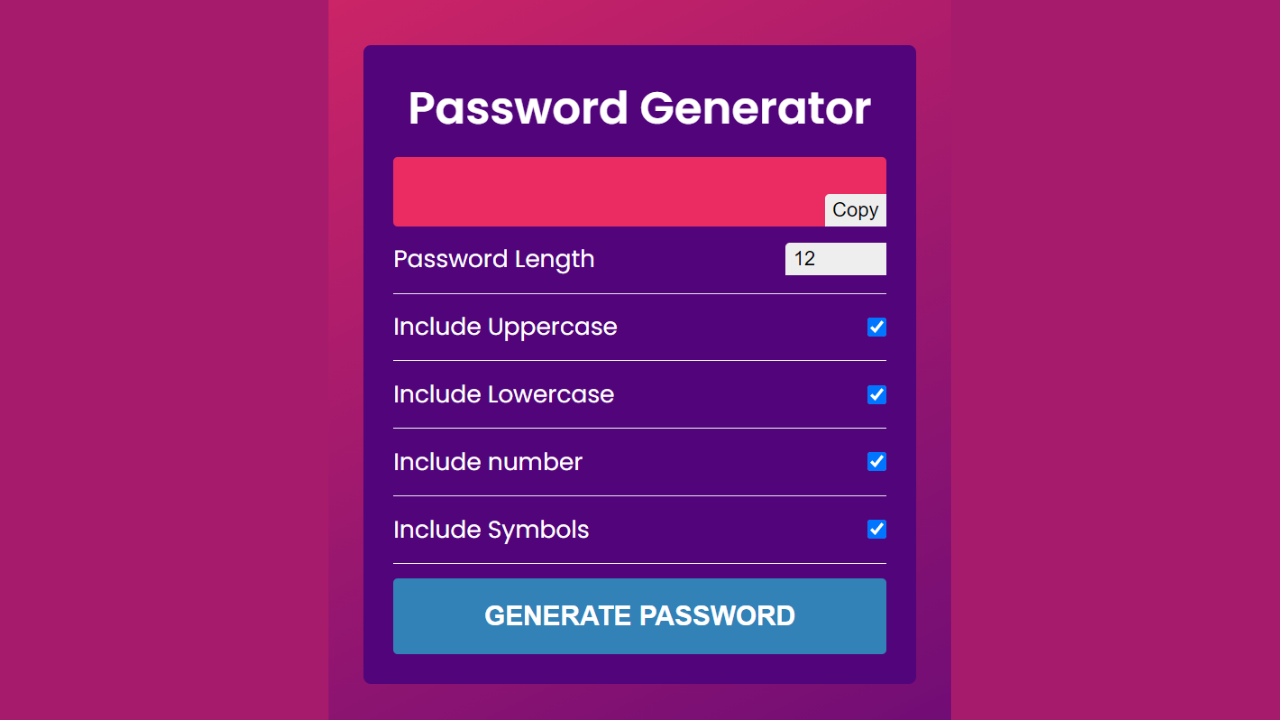 Password Generator
Copy
Password Length 12
Include Uppercase
Include Lowercase
Include number
Include Symbols
GENERATE PASSWORD